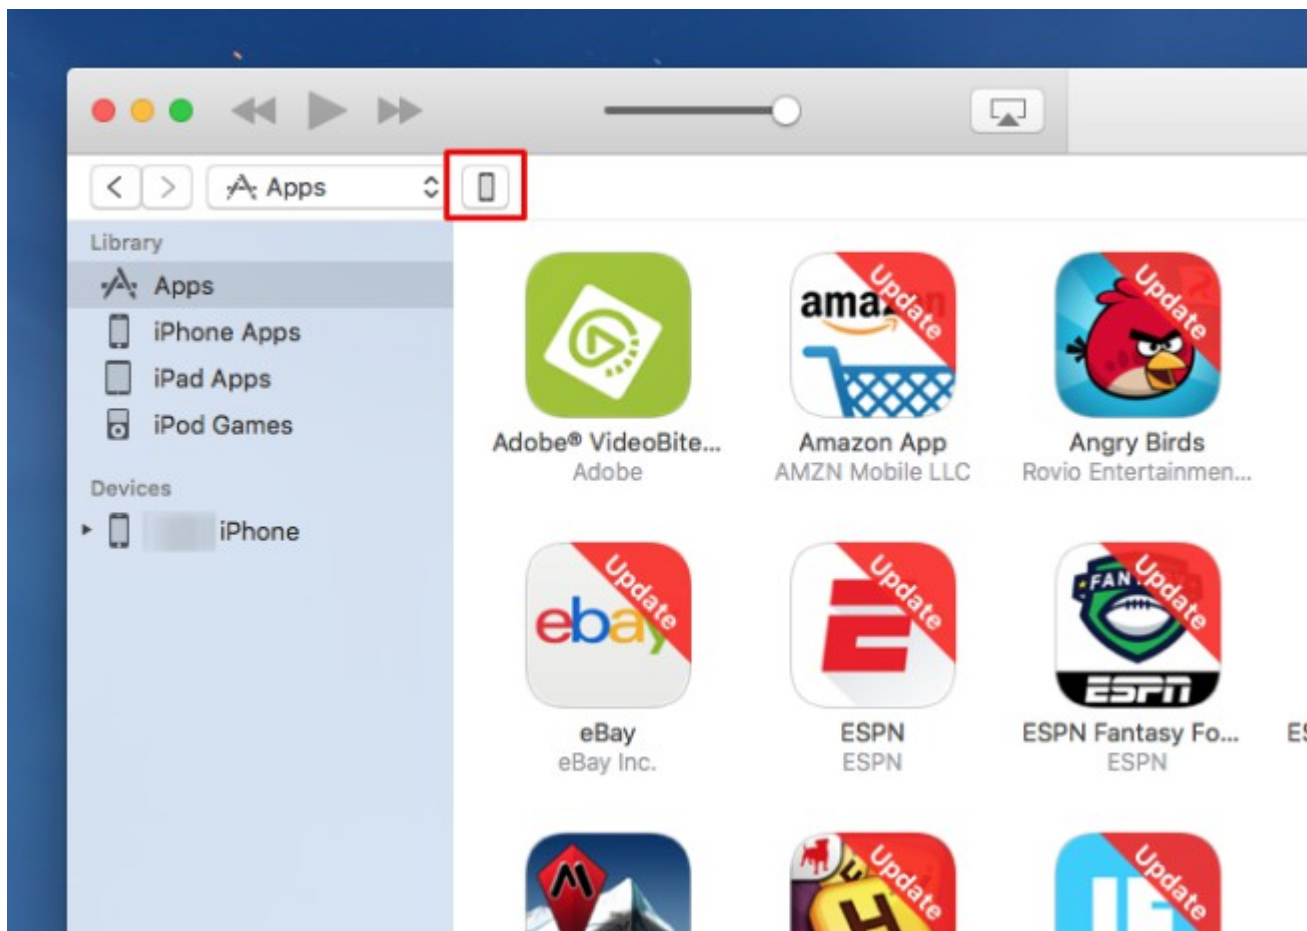 Apps
Library
Apps
iPhone Apps
iPad Apps
iPod Games
Devices
iPhone
Update
Update
Adobe® VideoBite...
Amazon App
Angry Birds
Adobe
AMZN Mobile LLC
Rovio Entertainmen...
ebay
Update
Update
Update
ESPN
eBay
ESPN
ESPN Fantasy Fo...
eBay Inc.
ESPN
ESPN
Update
Update